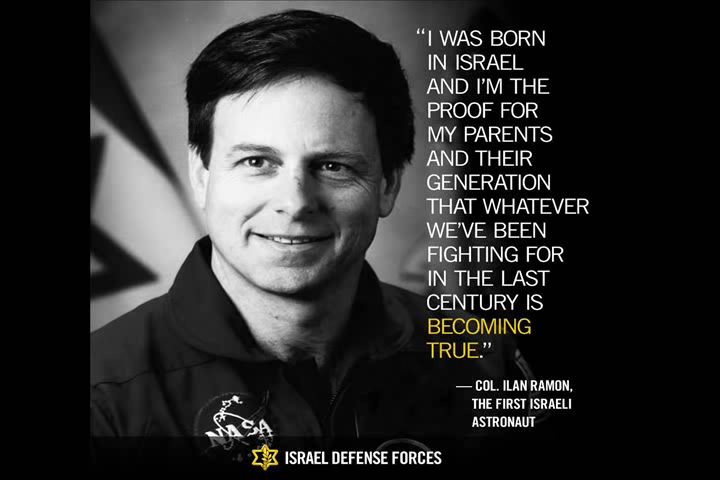 “I WAS BORN
IN ISRAEL
AND I’M THE
PROOF FOR
MY PARENTS
AND THEIR
GENERATION
THAT WHATEVER
WE’VE BEEN
FIGHTING FOR
IN THE LAST
CENTURY IS
BECOMING
TRUE.”
— COL. ILAN RAMON,
THE FIRST ISRAELI
ASTRONAUT
NASA
ISRAEL DEFENSE FORCES